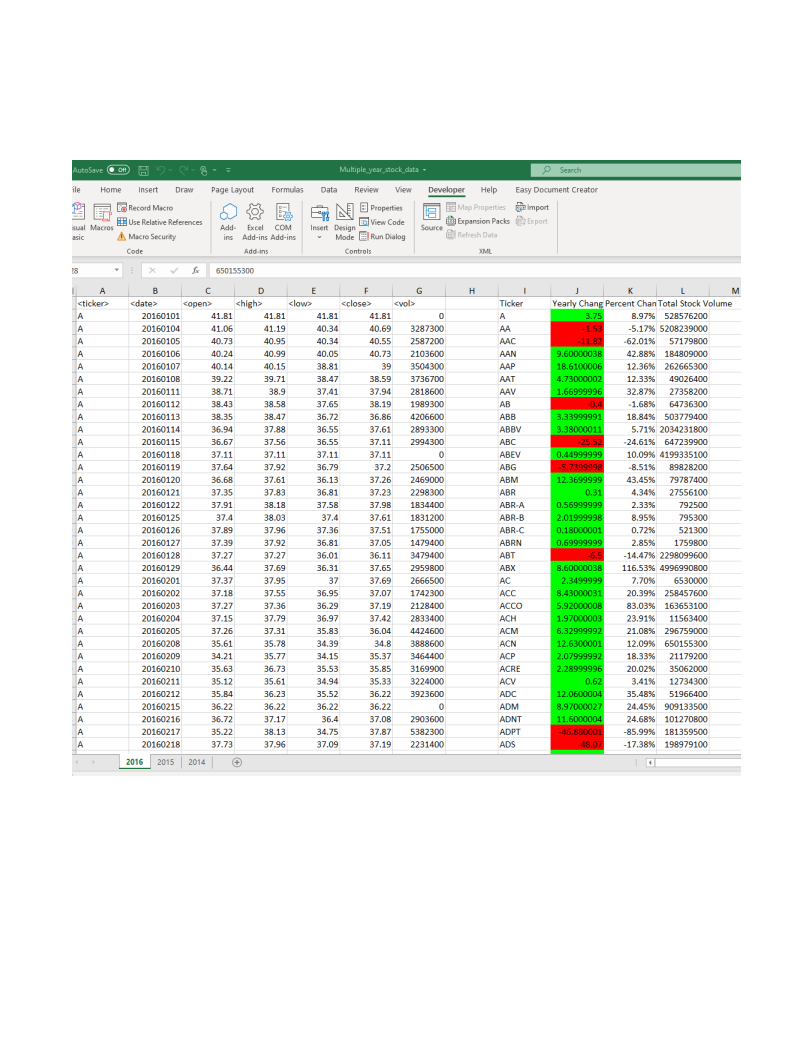 AutoSave Off Multiple_year_stock_data Search
ile Home Insert Draw Page Layout Formulas Data Review View Developer Help Easy Document Creator
Record Macro Properties Map Properties Import
Use Relative References View Code Expansion Packs Export
sual Macros Add- Excel COM Insert Design Source
asic Macro Security ins Add-ins Add-ins Mode Run Dialog Refresh Data
Code Add-ins Controls XML
28 fx 650155300
A B C D E F G H I J K L M
<ticker> <date> <open> <high> <low> <close> <vol> Ticker Yearly Chang Percent Chan Total Stock Volume
A 20160101 41.81 41.81 41.81 41.81 0 A 3.75 8.97% 528576200
A 20160104 41.06 41.19 40.34 40.69 3287300 AA -1.53 -5.17% 5208239000
A 20160105 40.73 40.95 40.34 40.55 2587200 AAC -11.82 -62.01% 57179800
A 20160106 40.24 40.99 40.05 40.73 2103600 AAN 9.60000038 42.88% 184809000
A 20160107 40.14 40.15 38.81 39 3504300 AAP 18.6100006 12.36% 262665300
A 20160108 39.22 39.71 38.47 38.59 3736700 AAT 4.73000002 12.33% 49026400
A 20160111 38.71 38.9 37.41 37.94 2818600 AAV 1.66999996 32.87% 27358200
A 20160112 38.43 38.58 37.65 38.19 1989300 AB -0.4 -1.68% 64736300
A 20160113 38.35 38.47 36.72 36.86 4206600 ABB 3.33999991 18.84% 503779400
A 20160114 36.94 37.88 36.55 37.61 2893300 ABBV 3.38000011 5.71% 2034231800
A 20160115 36.67 37.56 36.55 37.11 2994300 ABC -25.52 -24.61% 647239900
A 20160118 37.11 37.11 37.11 37.11 0 ABEV 0.44999999 10.09% 4199335100
A 20160119 37.64 37.92 36.79 37.2 2506500 ABG -5.7399998 -8.51% 89828200
A 20160120 36.68 37.61 36.13 37.26 2469000 ABM 12.3699999 43.45% 79787400
A 20160121 37.35 37.83 36.81 37.23 2298300 ABR 0.31 4.34% 27556100
A 20160122 37.91 38.18 37.58 37.98 1834400 ABR-A 0.56999999 2.33% 792500
A 20160125 37.4 38.03 37.4 37.61 1831200 ABR-B 2.01999998 8.95% 795300
A 20160126 37.89 37.96 37.36 37.51 1755000 ABR-C 0.18000001 0.72% 521300
A 20160127 37.39 37.92 36.81 37.05 1479400 ABRN 0.69999999 2.85% 1759800
A 20160128 37.27 37.27 36.01 36.11 3479400 ABT -6.5 -14.47% 2298099600
A 20160129 36.44 37.69 36.31 37.65 2959800 ABX 8.60000038 116.53% 4996990800
A 20160201 37.37 37.95 37 37.69 2666500 AC 2.3499999 7.70% 6530000
A 20160202 37.18 37.55 36.95 37.07 1742300 ACC 8.43000031 20.39% 258457600
A 20160203 37.27 37.36 36.29 37.19 2128400 ACCO 5.92000008 83.03% 163653100
A 20160204 37.15 37.79 36.97 37.42 2833400 ACH 1.97000003 23.91% 11563400
A 20160205 37.26 37.31 35.83 36.04 4424600 ACM 6.32999992 21.08% 296759000
A 20160208 35.61 35.78 34.39 34.8 3888600 ACN 12.6300001 12.09% 650155300
A 20160209 34.21 35.77 34.15 35.37 3464400 ACP 2.07999992 18.33% 21179200
A 20160210 35.63 36.73 35.53 35.85 3169900 ACRE 2.28999996 20.02% 35062000
A 20160211 35.12 35.61 34.94 35.33 3224000 ACV 0.62 3.41% 12734300
A 20160212 35.84 36.23 35.52 36.22 3923600 ADC 12.0600004 35.48% 51966400
A 20160215 36.22 36.22 36.22 36.22 0 ADM 8.97000027 24.45% 909133500
A 20160216 36.72 37.17 36.4 37.08 2903600 ADNT 11.6000004 24.68% 101270800
A 20160217 35.22 38.13 34.75 37.87 5382300 ADPT -46.880001 -85.99% 181359500
A 20160218 37.73 37.96 37.09 37.19 2231400 ADS -48.07 -17.38% 198979100
2016 2015 2014